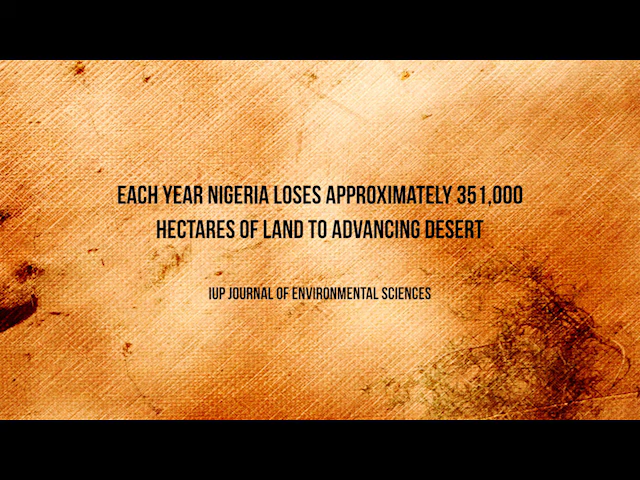 EACH YEAR NIGERIA LOSES APPROXIMATELY 351,000
HECTARES OF LAND TO ADVANCING DESERT
IUP JOURNAL OF ENVIRONMENTAL SCIENCES